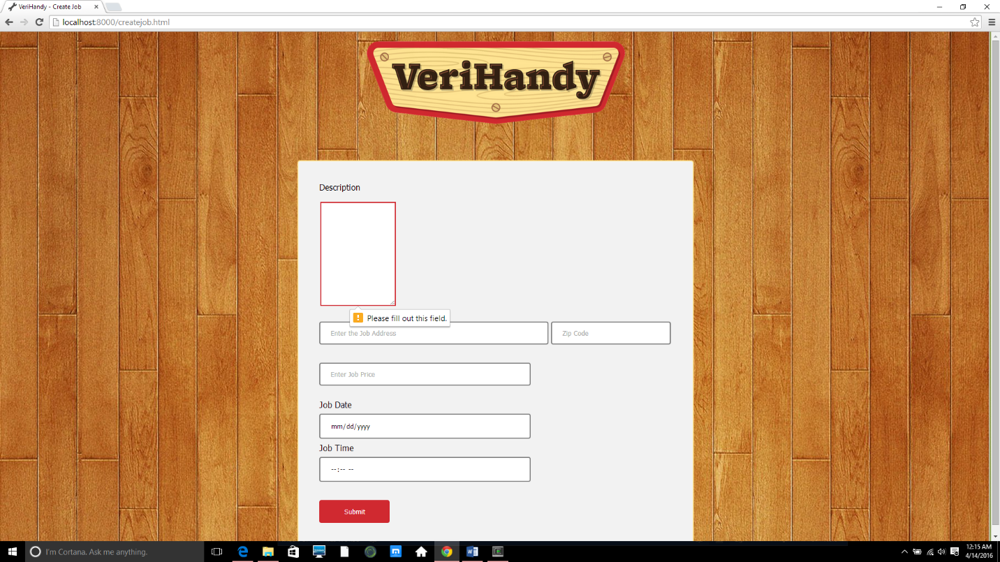 VeriHandy - Create Job
localhost:8000/createjob.html
VeriHandy
Description
Please fill out this field.
Enter the Job Address
Zip Code
Enter Job Price
Job Date
mm/dd/yyyy
Job Time
--:-- --
Submit
I'm Cortana. Ask me anything.
12:15 AM
4/14/2016